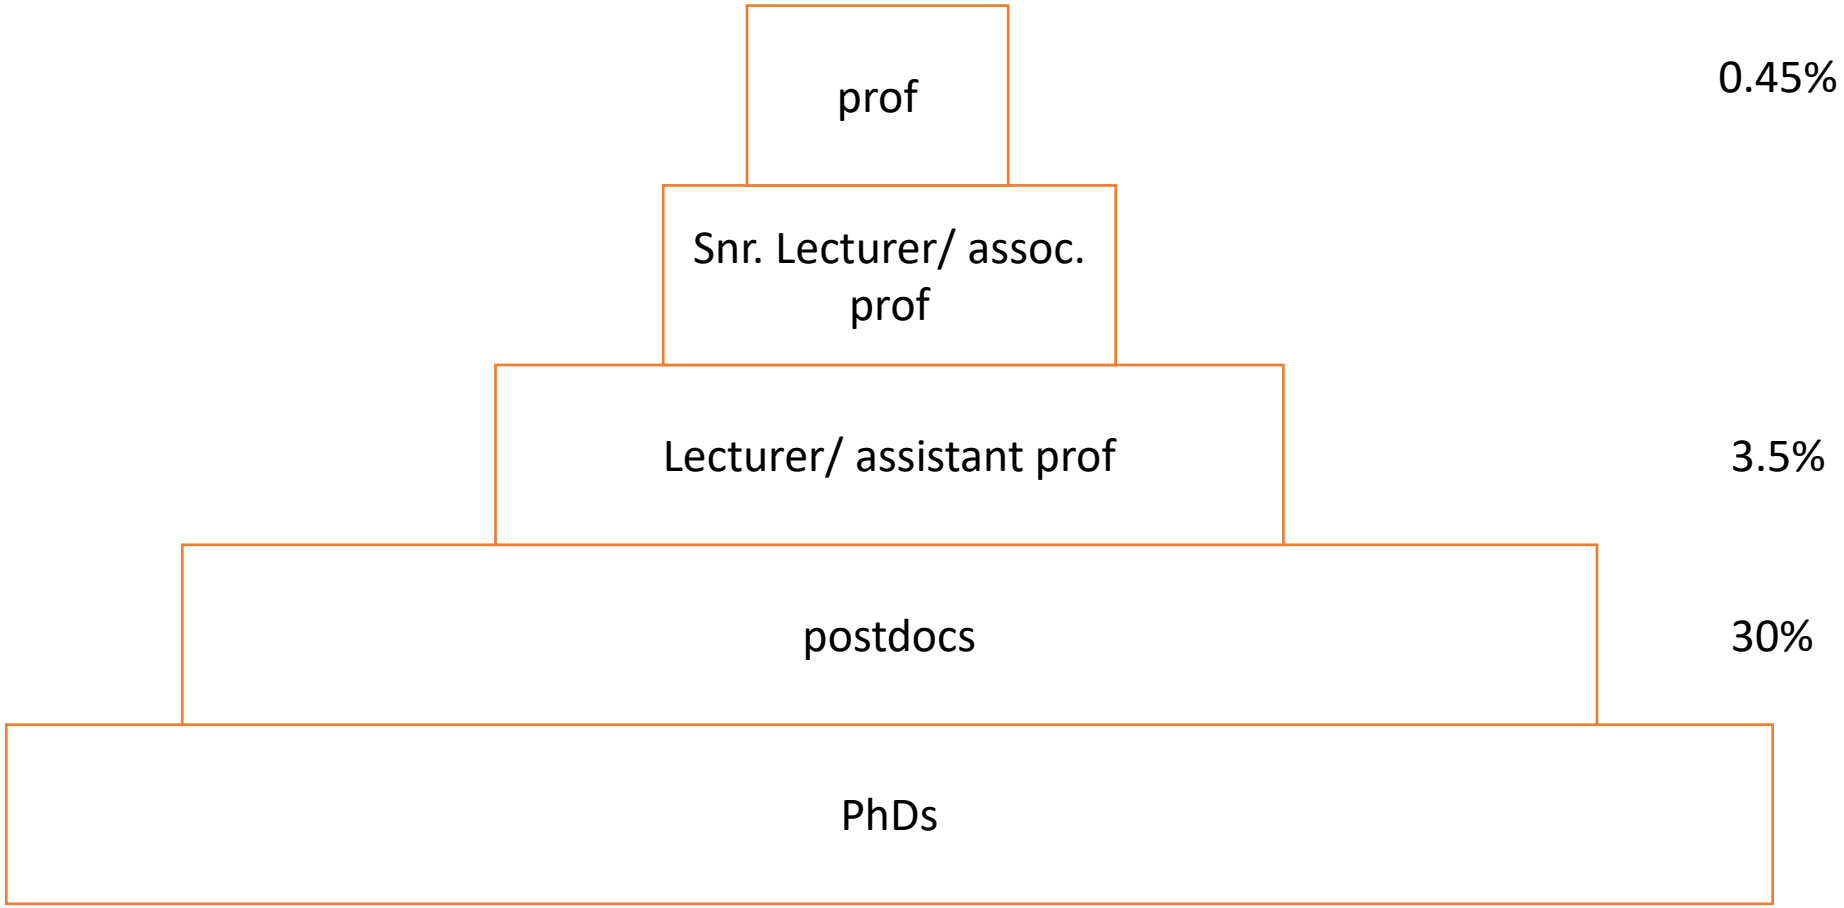 prof
0.45%
Snr. Lecturer/ assoc.
prof
Lecturer/ assistant prof
3.5%
postdocs
30%
PhDs